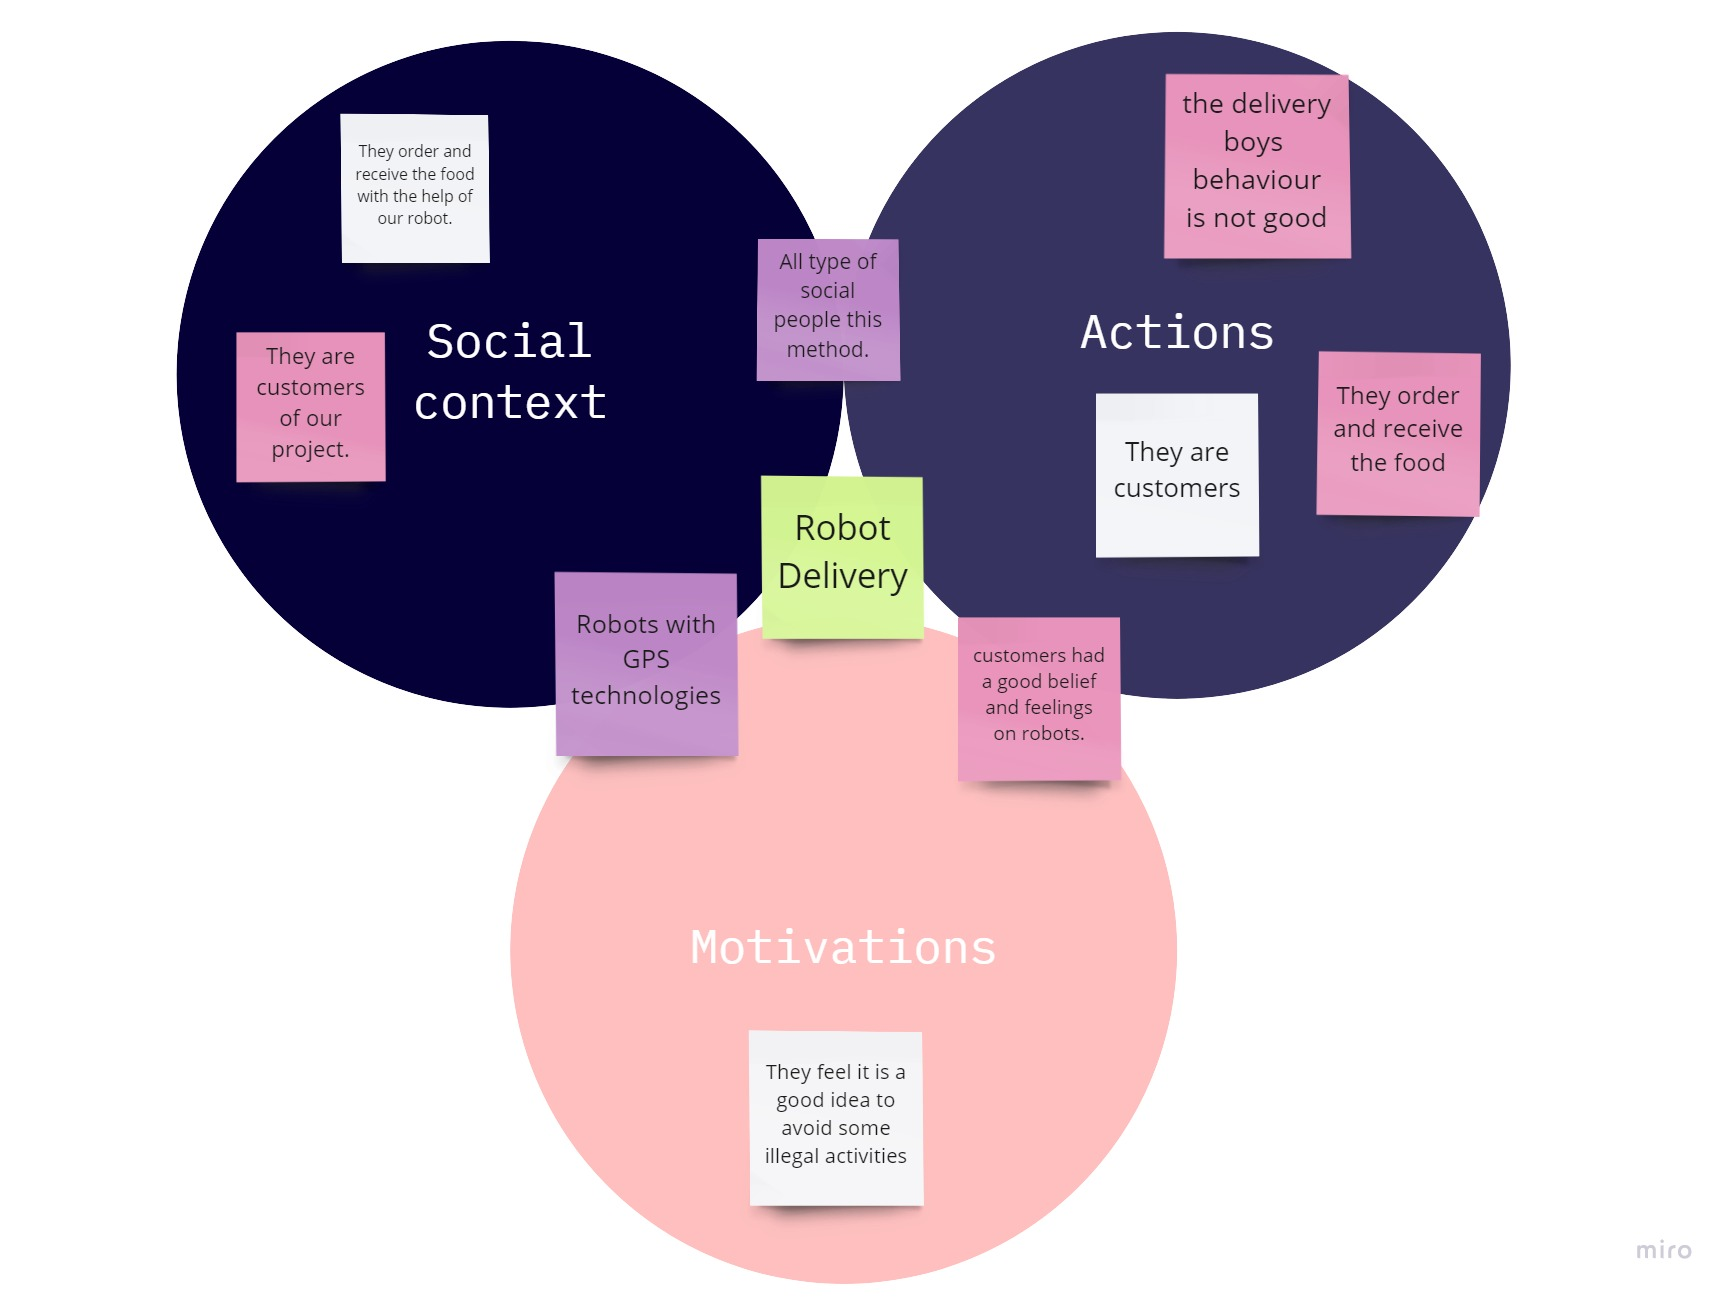 They order and
receive the food
with the help of
our robot.
Social
context
They are
customers
of our
project.
All type of
social
people this
method.
the delivery
boys
behaviour
is not good
Actions
They are
customers
They order
and receive
the food
Robot
Delivery
Robots with
GPS
technologies
customers had
a good belief
and feelings
on robots.
Motivations
They feel it is a
good idea to
avoid some
illegal activities
miro